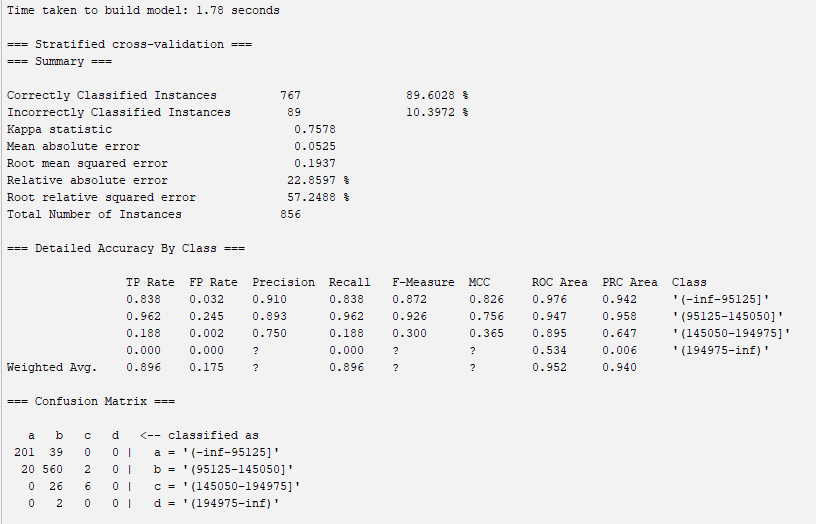 Time taken to build model: 1.78 seconds
=== Stratified cross-validation ===
=== Summary ===
Correctly Classified Instances         767               89.6028 %
Incorrectly Classified Instances        89               10.3972 %
Kappa statistic                          0.7578
Mean absolute error                      0.0525
Root mean squared error                  0.1937
Relative absolute error                 22.8597 %
Root relative squared error             57.2488 %
Total Number of Instances              856
=== Detailed Accuracy By Class ===
                 TP Rate  FP Rate  Precision  Recall   F-Measure  MCC      ROC Area  PRC Area  Class
                 0.838    0.032    0.910      0.838    0.872      0.826    0.976     0.942     '(-inf-95125]'
                 0.962    0.245    0.893      0.962    0.926      0.756    0.947     0.958     '(95125-145050]'
                 0.188    0.002    0.750      0.188    0.300      0.365    0.895     0.647     '(145050-194975]'
                 0.000    0.000    ?          0.000    ?          ?        0.534     0.006     '(194975-inf)'
Weighted Avg.    0.896    0.175    ?          0.896    ?          ?        0.952     0.940
=== Confusion Matrix ===
   a   b   c   d   <-- classified as
 201  39   0   0 |   a = '(-inf-95125]'
  20 560   2   0 |   b = '(95125-145050]'
   0  26   6   0 |   c = '(145050-194975]'
   0   2   0   0 |   d = '(194975-inf)'